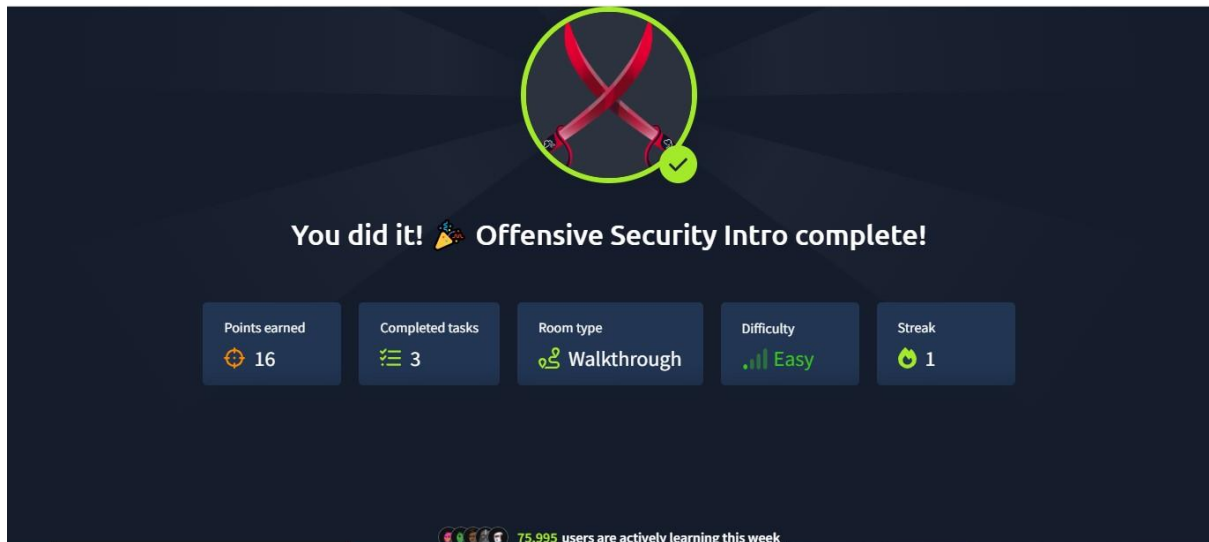 You did it! 🎉 Offensive Security Intro complete!
Points earned
16
Completed tasks
3
Room type
Walkthrough
Difficulty
Easy
Streak
1
75,995 users are actively learning this week